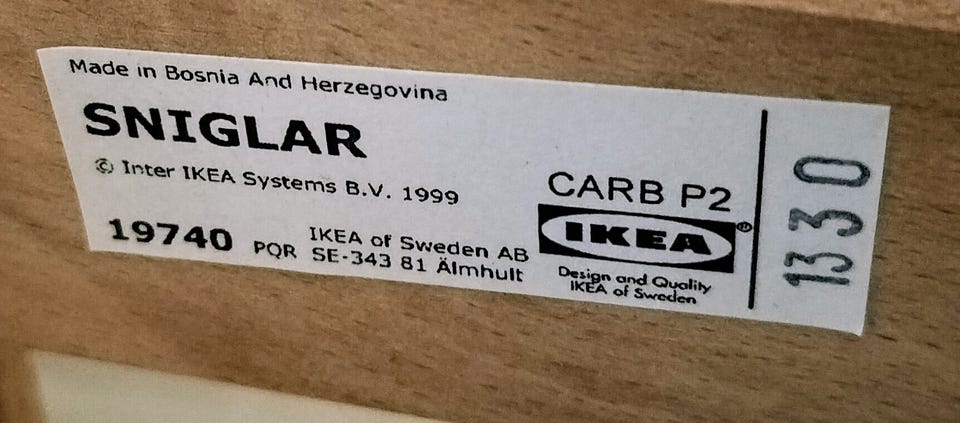 Made in Bosnia And Herzegovina
SNIGLAR
© Inter IKEA Systems B.V. 1999
19740 PQR IKEA of Sweden AB
SE-343 81 Älmhult
CARB P2
IKEA®
Design and Quality
IKEA of Sweden
1330